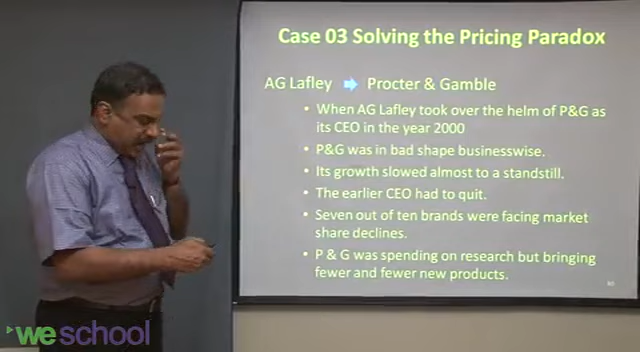 Case 03 Solving the Pricing Paradox
AG Lafley Procter & Gamble
• When AG Lafley took over the helm of P&G as
its CEO in the year 2000
• P&G was in bad shape businesswise.
• Its growth slowed almost to a standstill.
• The earlier CEO had to quit.
• Seven out of ten brands were facing market
share declines.
• P & G was spending on research but bringing
fewer and fewer new products.
weschool